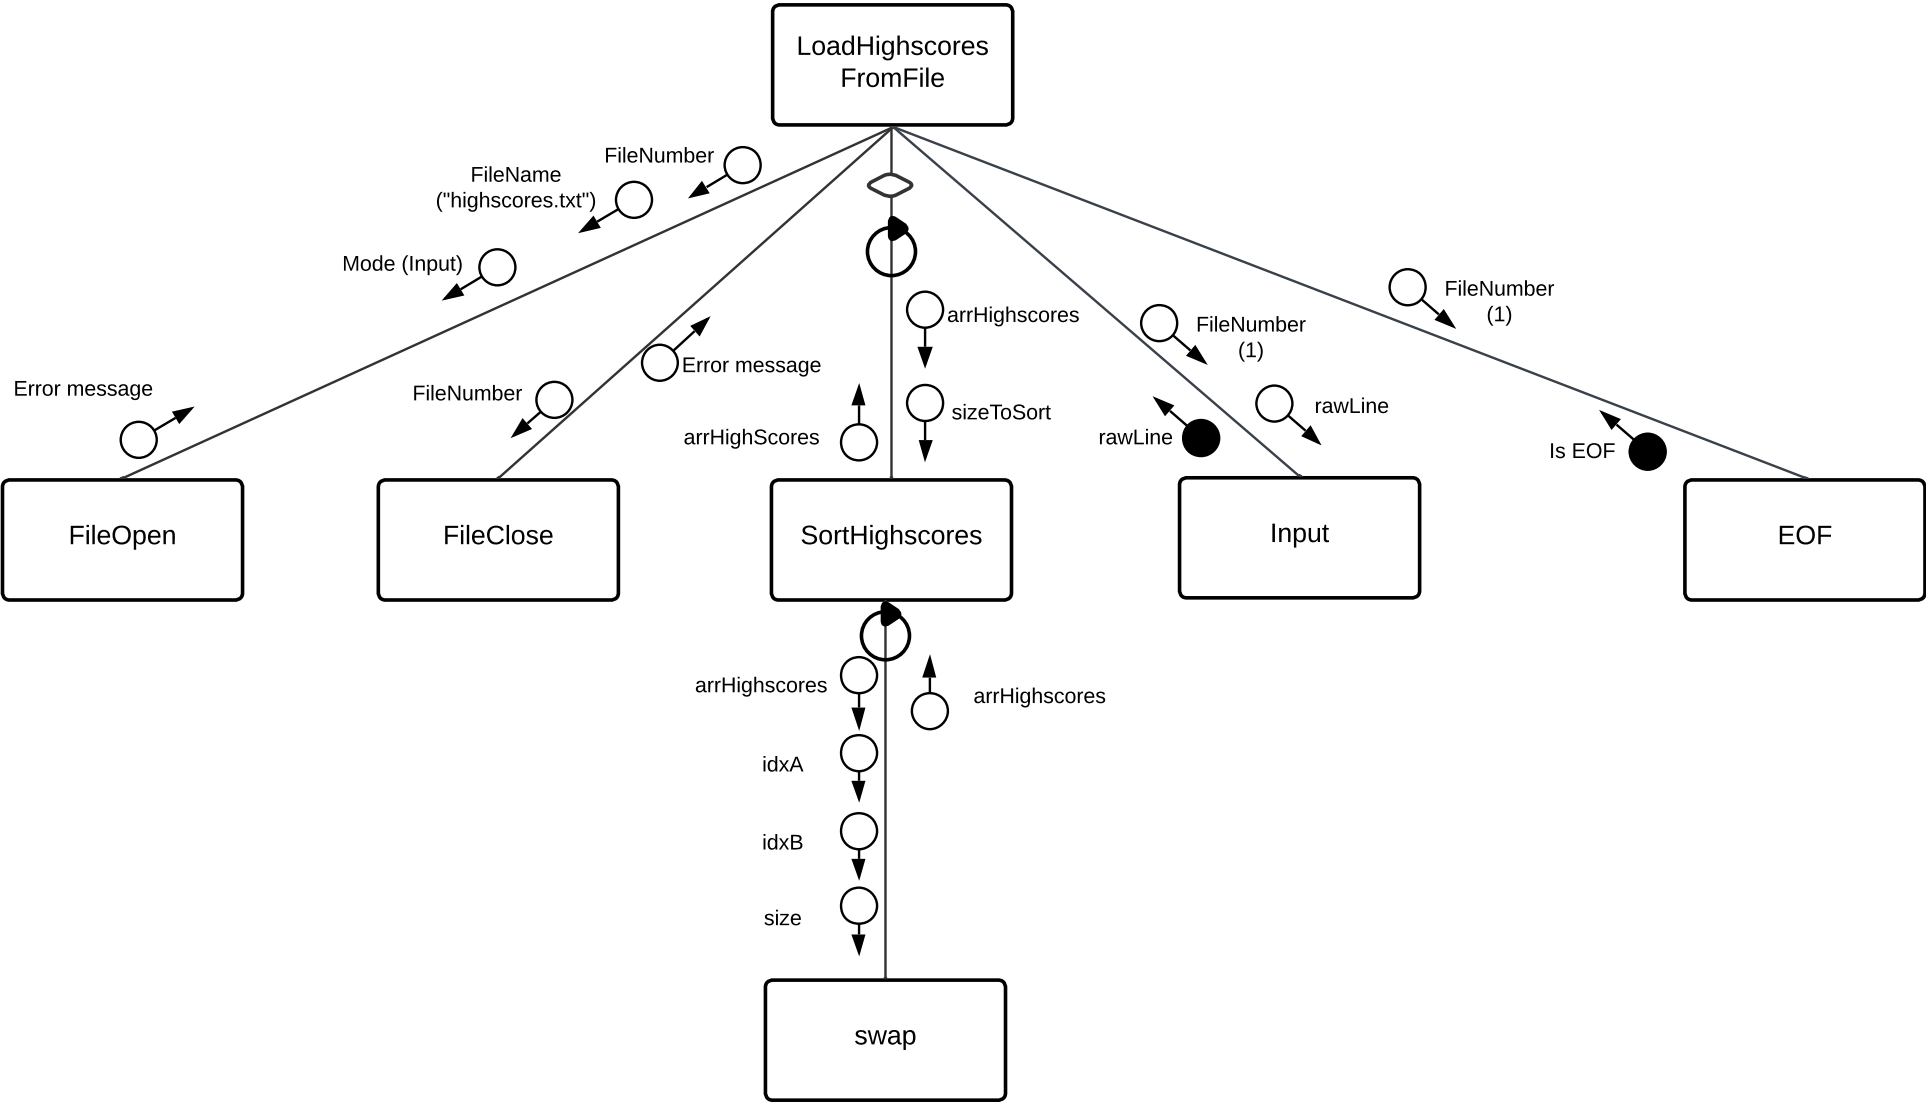 LoadHighscores
FromFile
FileNumber
FileName
("highscores.txt")
Mode (Input)
Error message
FileNumber
Error message
arrHighscores
sizeToSort
arrHighScores
FileNumber
(1)
rawLine
rawLine
FileNumber
(1)
Is EOF
FileOpen
FileClose
SortHighscores
Input
EOF
arrHighscores
arrHighscores
idxA
idxB
size
swap